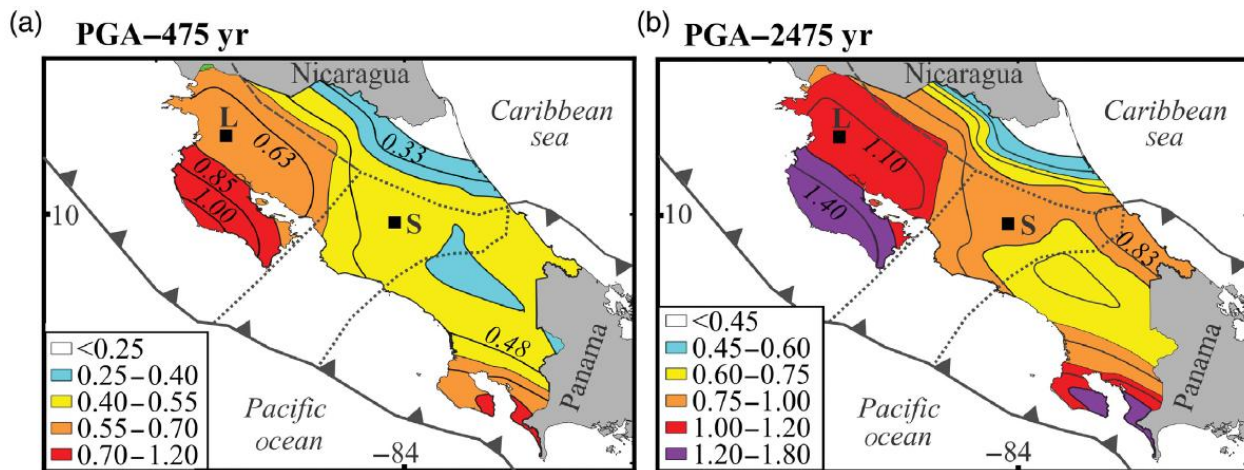 (a)
PGA−475 yr
Nicaragua
Caribbean
sea
L
0.63
0.33
0.85
1.00
10
S
0.48
Panama
Pacific
ocean
−84
<0.25
0.25−0.40
0.40−0.55
0.55−0.70
0.70−1.20
(b)
PGA−2475 yr
Nicaragua
Caribbean
sea
L
1.10
1.40
10
S
0.83
Panama
Pacific
ocean
−84
<0.45
0.45−0.60
0.60−0.75
0.75−1.00
1.00−1.20
1.20−1.80